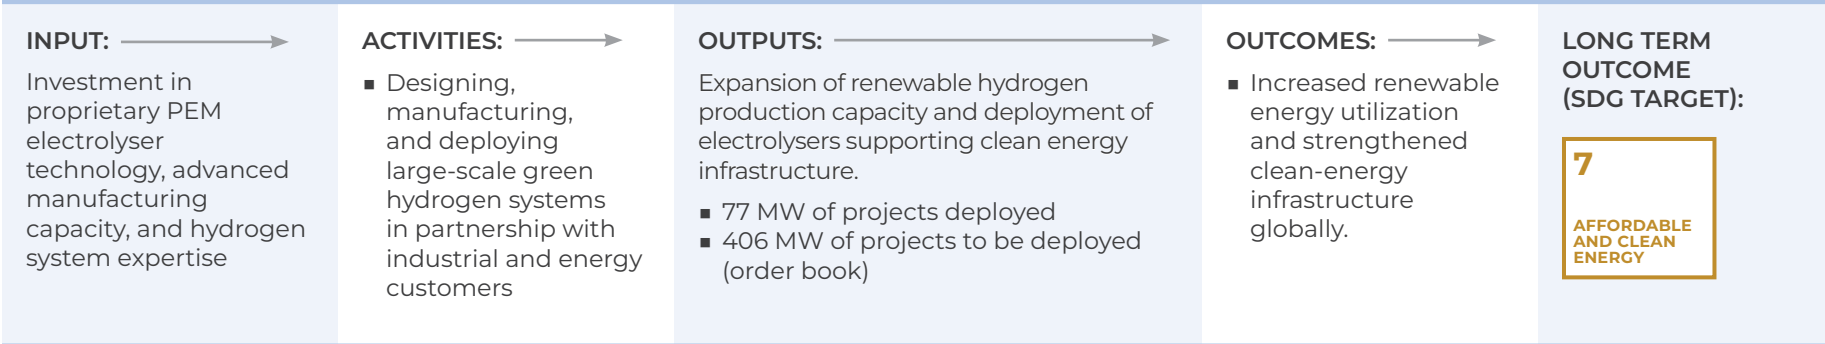 INPUT:
Investment in
proprietary PEM
electrolyser
technology, advanced
manufacturing
capacity, and hydrogen
system expertise
ACTIVITIES:
▪ Designing,
manufacturing,
and deploying
large-scale green
hydrogen systems
in partnership with
industrial and energy
customers
OUTPUTS:
Expansion of renewable hydrogen
production capacity and deployment of
electrolysers supporting clean energy
infrastructure.
▪ 77 MW of projects deployed
▪ 406 MW of projects to be deployed
(order book)
OUTCOMES:
▪ Increased renewable
energy utilization
and strengthened
clean-energy
infrastructure
globally.
LONG TERM
OUTCOME
(SDG TARGET):
7
AFFORDABLE
AND CLEAN
ENERGY